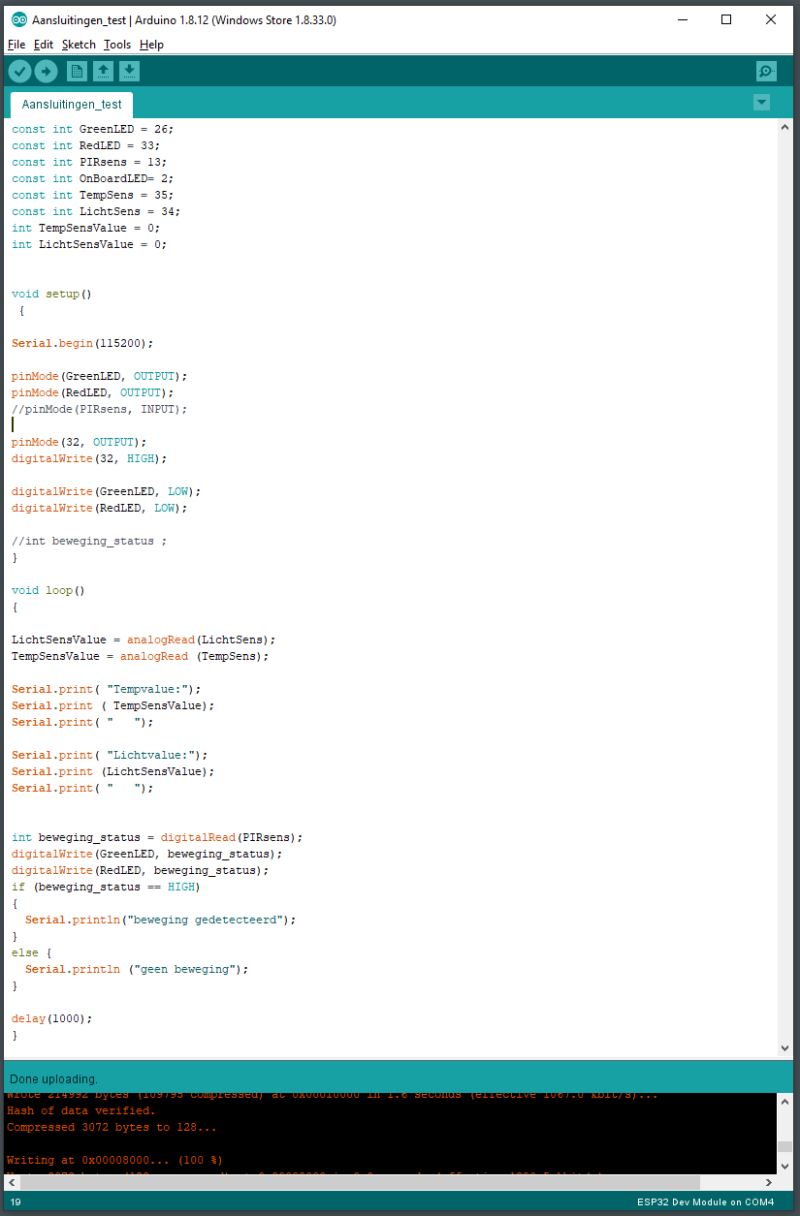 Aansluitingen_test | Arduino 1.8.12 (Windows Store 1.8.33.0)
File Edit Sketch Tools Help
Aansluitingen_test
const int GreenLED = 26;
const int RedLED = 33;
const int PIRsens = 13;
const int OnBoardLED= 2;
const int TempSens = 35;
const int LichtSens = 34;
int TempSensValue = 0;
int LichtSensValue = 0;
void setup()
{
Serial.begin(115200);
pinMode(GreenLED, OUTPUT);
pinMode(RedLED, OUTPUT);
//pinMode(PIRsens, INPUT);
pinMode(32, OUTPUT);
digitalWrite(32, HIGH);
digitalWrite(GreenLED, LOW);
digitalWrite(RedLED, LOW);
//int beweging_status ;
}
void loop()
{
LichtSensValue = analogRead(LichtSens);
TempSensValue = analogRead (TempSens);
Serial.print( "Tempvalue:");
Serial.print ( TempSensValue);
Serial.print( "   ");
Serial.print( "Lichtvalue:");
Serial.print (LichtSensValue);
Serial.print( "   ");
int beweging_status = digitalRead(PIRsens);
digitalWrite(GreenLED, beweging_status);
digitalWrite(RedLED, beweging_status);
if (beweging_status == HIGH)
{
Serial.println("beweging gedetecteerd");
}
else {
Serial.println ("geen beweging");
}
delay(1000);
}
Done uploading.
Wrote 214992 bytes (109795 compressed) at 0x00010000 in 1.6 seconds (effective 1067.0 kbit/s)...
Hash of data verified.
Compressed 3072 bytes to 128...
Writing at 0x00008000... (100 %)
19
ESP32 Dev Module on COM4